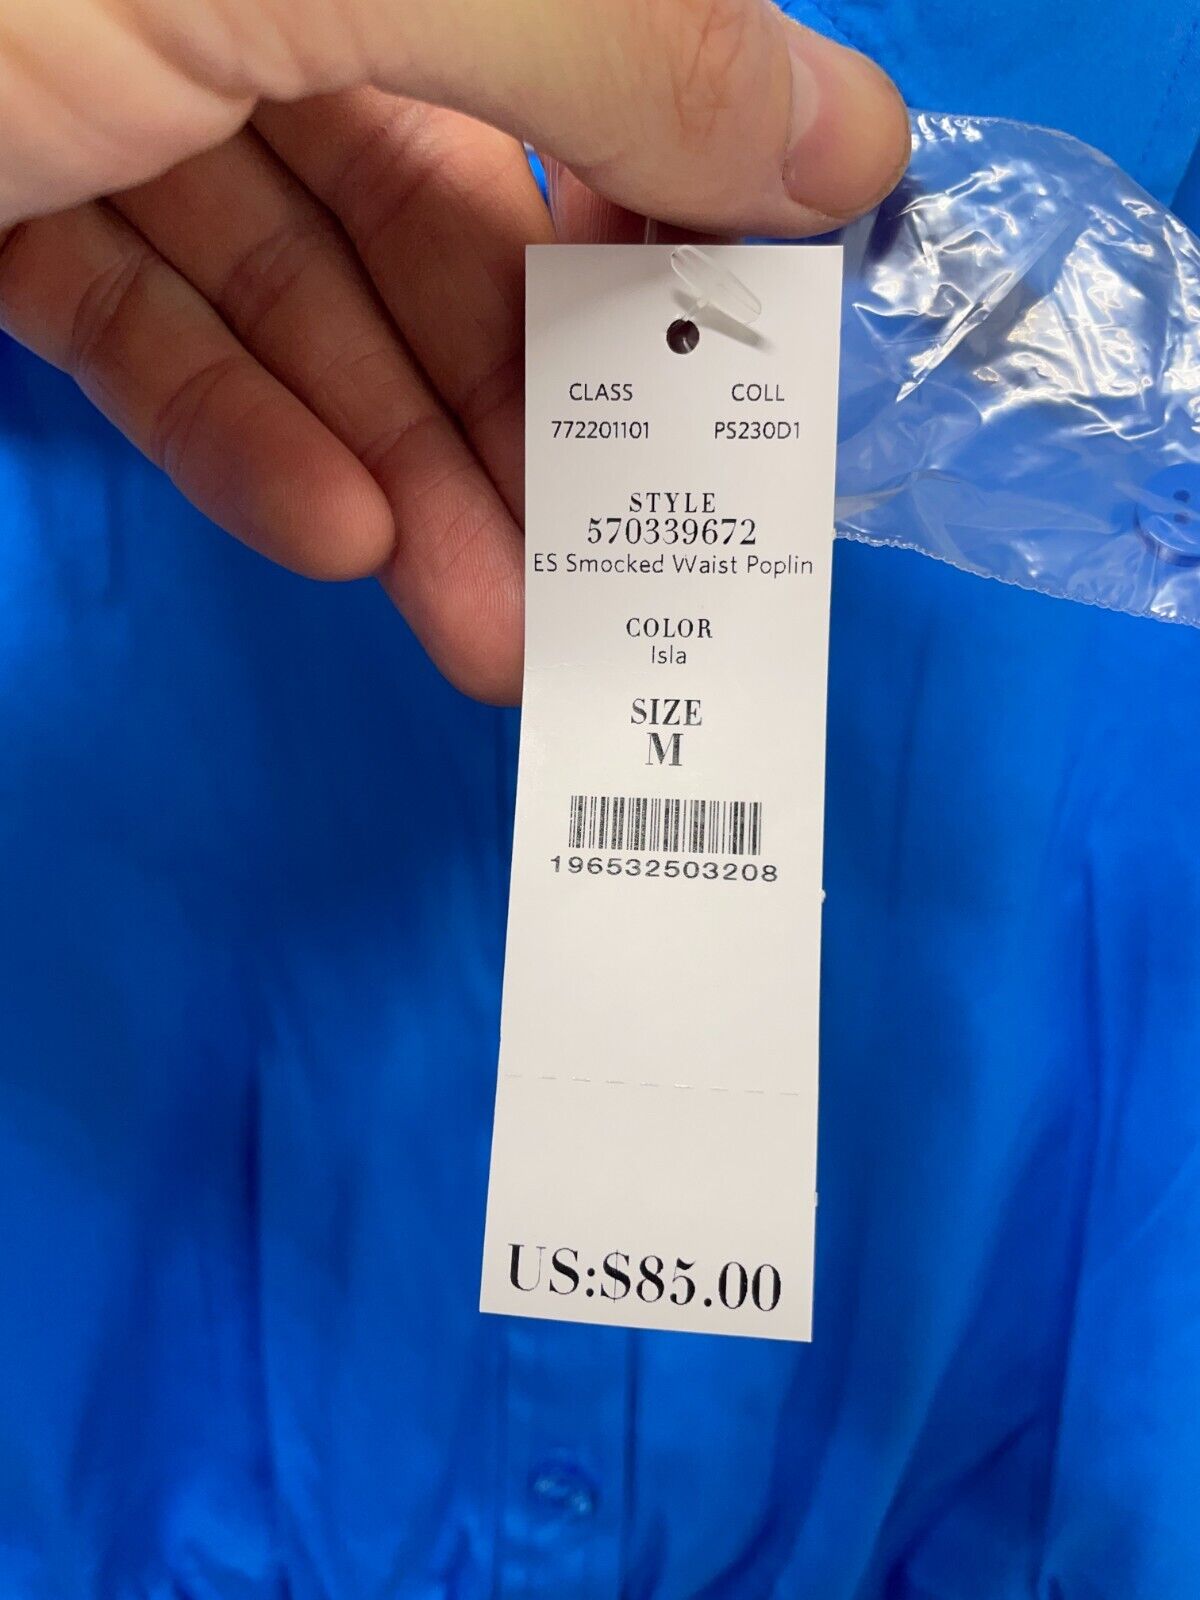 CLASS COLL
772201101 PS230D1
STYLE
570339672
ES Smocked Waist Poplin
COLOR
Isla
SIZE
M
196532503208
US:$85.00